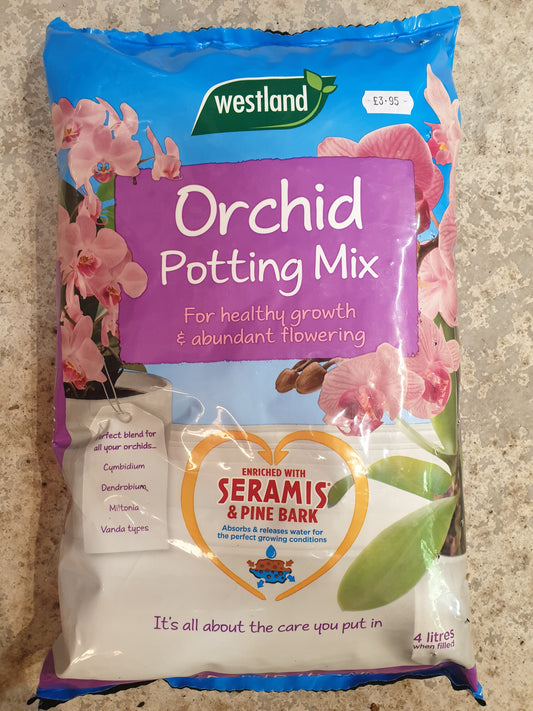 westland
£3.95
Orchid
Potting Mix
For healthy growth
& abundant flowering
Perfect blend for
all your orchids...
Cymbidium
Dendrobium
Miltonia
Vanda types
ENRICHED WITH
SERAMIS®
& PINE BARK
Absorbs & releases water for
the perfect growing conditions
It's all about the care you put in
4 litres
when filled